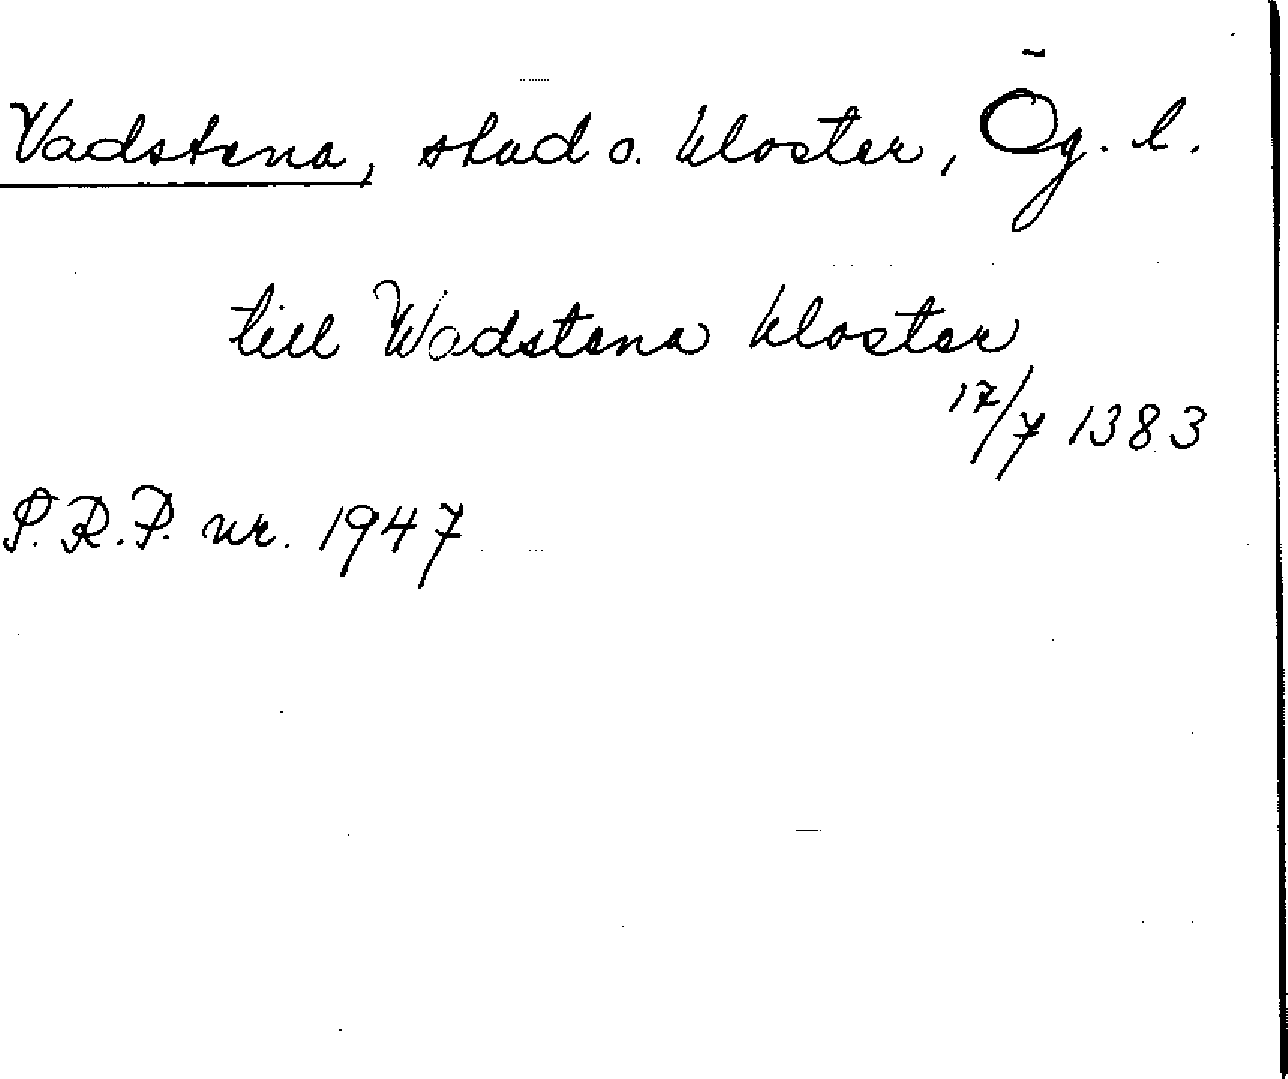 Vadstena, stad o. kloster, Ög. l.
till Wadstena kloster
17/7 1383
S.R.P. nr. 1947